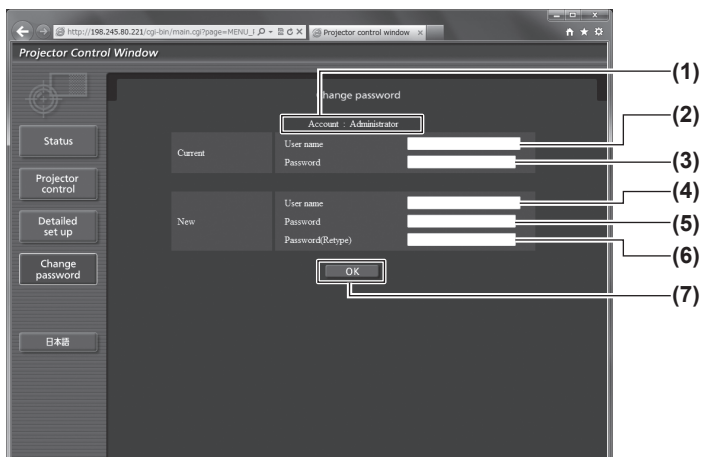 http://198.245.80.221/cgi-bin/main.cgi?page=MENU_I
Projector control window
Projector Control Window
(1)
Change password
Account : Administrator
(2)
Status
Current
User name
Password
(3)
Projector
control
(4)
User name
New
Password
(5)
Detailed
set up
Password(Retype)
(6)
Change
password
OK
(7)
日本語